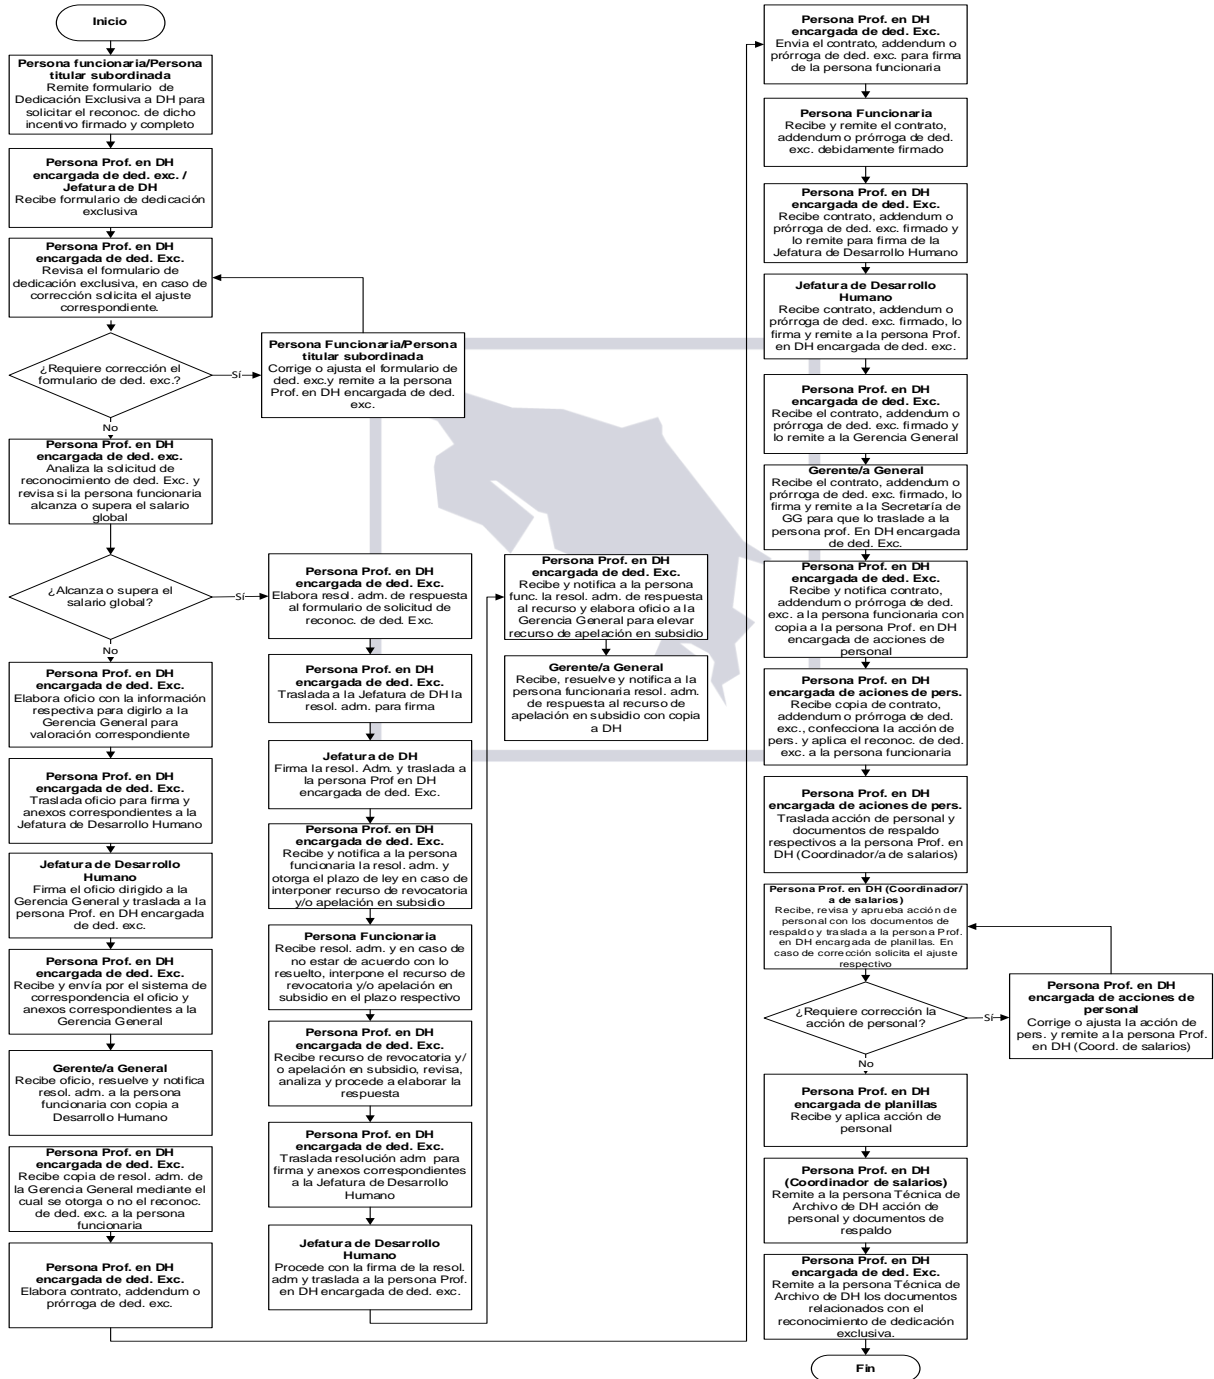 Inicio
Persona funcionaria/Persona
titular subordinada
Remite formulario de
Dedicación Exclusiva a DH para
solicitar el reconoc. de dicho
incentivo firmado y completo
Persona Prof. en DH
encargada de ded. exc. /
Jefatura de DH
Recibe formulario de dedicación
exclusiva
Persona Prof. en DH
encargada de ded. Exc.
Revisa el formulario de
dedicación exclusiva, en caso de
corrección solicita el ajuste
correspondiente.
¿Requiere corrección el
formulario de ded. exc.?
Sí
Persona Funcionaria/Persona
titular subordinada
Corrige o ajusta el formulario de
ded. exc.y remite a la persona
Prof. en DH encargada de ded.
exc.
No
Persona Prof. en DH
encargada de ded. exc.
Analiza la solicitud de
reconocimiento de ded. Exc. y
revisa si la persona funcionaria
alcanza o supera el salario
global
¿Alcanza o supera el
salario global?
Sí
No
Persona Prof. en DH
encargada de ded. Exc.
Elabora oficio con la información
respectiva para digirlo a la
Gerencia General para
valoración correspondiente
Persona Prof. en DH
encargada de ded. Exc.
Traslada oficio para firma y
anexos correspondientes a la
Jefatura de Desarrollo Humano
Jefatura de Desarrollo
Humano
Firma el oficio dirigido a la
Gerencia General y traslada a la
persona Prof. en DH encargada
de ded. exc.
Persona Prof. en DH
encargada de ded. Exc.
Recibe y envía por el sistema de
correspondencia el oficio y
anexos correspondientes a la
Gerencia General
Gerente/a General
Recibe oficio, resuelve y notifica
resol. adm. a la persona
funcionaria con copia a
Desarrollo Humano
Persona Prof. en DH
encargada de ded. Exc.
Recibe copia de resol. adm. de
la Gerencia General mediante el
cual se otorga o no el reconoc.
de ded. exc. a la persona
funcionaria
Persona Prof. en DH
encargada de ded. Exc.
Elabora contrato, addendum o
prórroga de ded. exc.
Persona Prof. en DH
encargada de ded. Exc.
Elabora resol. adm. de respuesta
al formulario de solicitud de
reconoc. de ded. Exc.
Persona Prof. en DH
encargada de ded. Exc.
Traslada a la Jefatura de DH la
resol. adm. para firma
Jefatura de DH
Firma la resol. Adm. y traslada a
la persona Prof en DH
encargada de ded. Exc.
Persona Prof. en DH
encargada de ded. Exc.
Recibe y notifica a la persona
funcionaria la resol. adm. y
otorga el plazo de ley en caso de
interponer recurso de revocatoria
y/o apelación en subsidio
Persona Funcionaria
Recibe resol. adm. y en caso de
no estar de acuerdo con lo
resuelto, interpone el recurso de
revocatoria y/o apelación en
subsidio en el plazo respectivo
Persona Prof. en DH
encargada de ded. Exc.
Recibe recurso de revocatoria y/
o apelación en subsidio, revisa,
analiza y procede a elaborar la
respuesta
Persona Prof. en DH
encargada de ded. Exc.
Traslada resolución adm para
firma y anexos correspondientes
a la Jefatura de Desarrollo
Humano
Jefatura de Desarrollo
Humano
Procede con la firma de la resol.
adm y traslada a la persona Prof.
en DH encargada de ded. exc.
Persona Prof. en DH
encargada de ded. Exc.
Recibe y notifica a la persona
func. la resol. adm. de respuesta
al recurso y elabora oficio a la
Gerencia General para elevar
recurso de apelación en subsidio
Gerente/a General
Recibe, resuelve y notifica a la
persona funcionaria resol. adm.
de respuesta al recurso de
apelación en subsidio con copia
a DH
Persona Prof. en DH
encargada de ded. Exc.
Envia el contrato, addendum o
prórroga de ded. exc. para firma
de la persona funcionaria
Persona Funcionaria
Recibe y remite el contrato,
addendum o prórroga de ded.
exc. debidamente firmado
Persona Prof. en DH
encargada de ded. Exc.
Recibe contrato, addendum o
prórroga de ded. exc. firmado y
lo remite para firma de la
Jefatura de Desarrollo Humano
Jefatura de Desarrollo
Humano
Recibe contrato, addendum o
prórroga de ded. exc. firmado, lo
firma y remite a la persona Prof.
en DH encargada de ded. exc.
Persona Prof. en DH
encargada de ded. Exc.
Recibe el contrato, addendum o
prórroga de ded. exc. firmado y
lo remite a la Gerencia General
Gerente/a General
Recibe el contrato, addendum o
prórroga de ded. exc. firmado, lo
firma y remite a la Secretaría de
GG para que lo traslade a la
persona prof. En DH encargada
de ded. Exc.
Persona Prof. en DH
encargada de ded. Exc.
Recibe y notifica contrato,
addendum o prórroga de ded.
exc. a la persona funcionaria con
copia a la persona Prof. en DH
encargada de acciones de
personal
Persona Prof. en DH
encargada de aciones de pers.
Recibe copia de contrato,
addendum o prórroga de ded.
exc., confecciona la acción de
pers. y aplica el reconoc. de ded.
exc. a la persona funcionaria
Persona Prof. en DH
encargada de aciones de pers.
Traslada acción de personal y
documentos de respaldo
respectivos a la persona Prof. en
DH (Coordinador/a de salarios)
Persona Prof. en DH (Coordinador/
a de salarios)
Recibe, revisa y aprueba acción de
personal con los documentos de
respaldo y traslada a la persona Prof.
en DH encargada de planillas. En
caso de corrección solicita el ajuste
respectivo
¿Requiere corrección la
acción de personal?
Sí
Persona Prof. en DH
encargada de acciones de
personal
Corrige o ajusta la acción de
pers. y remite a la persona Prof.
en DH (Coord. de salarios)
No
Persona Prof. en DH
encargada de planillas
Recibe y aplica acción de
personal
Persona Prof. en DH
(Coordinador de salarios)
Remite a la persona Técnica de
Archivo de DH acción de
personal y documentos de
respaldo
Persona Prof. en DH
encargada de ded. Exc.
Remite a la persona Técnica de
Archivo de DH los documentos
relacionados con el
reconocimiento de dedicación
exclusiva.
Fin